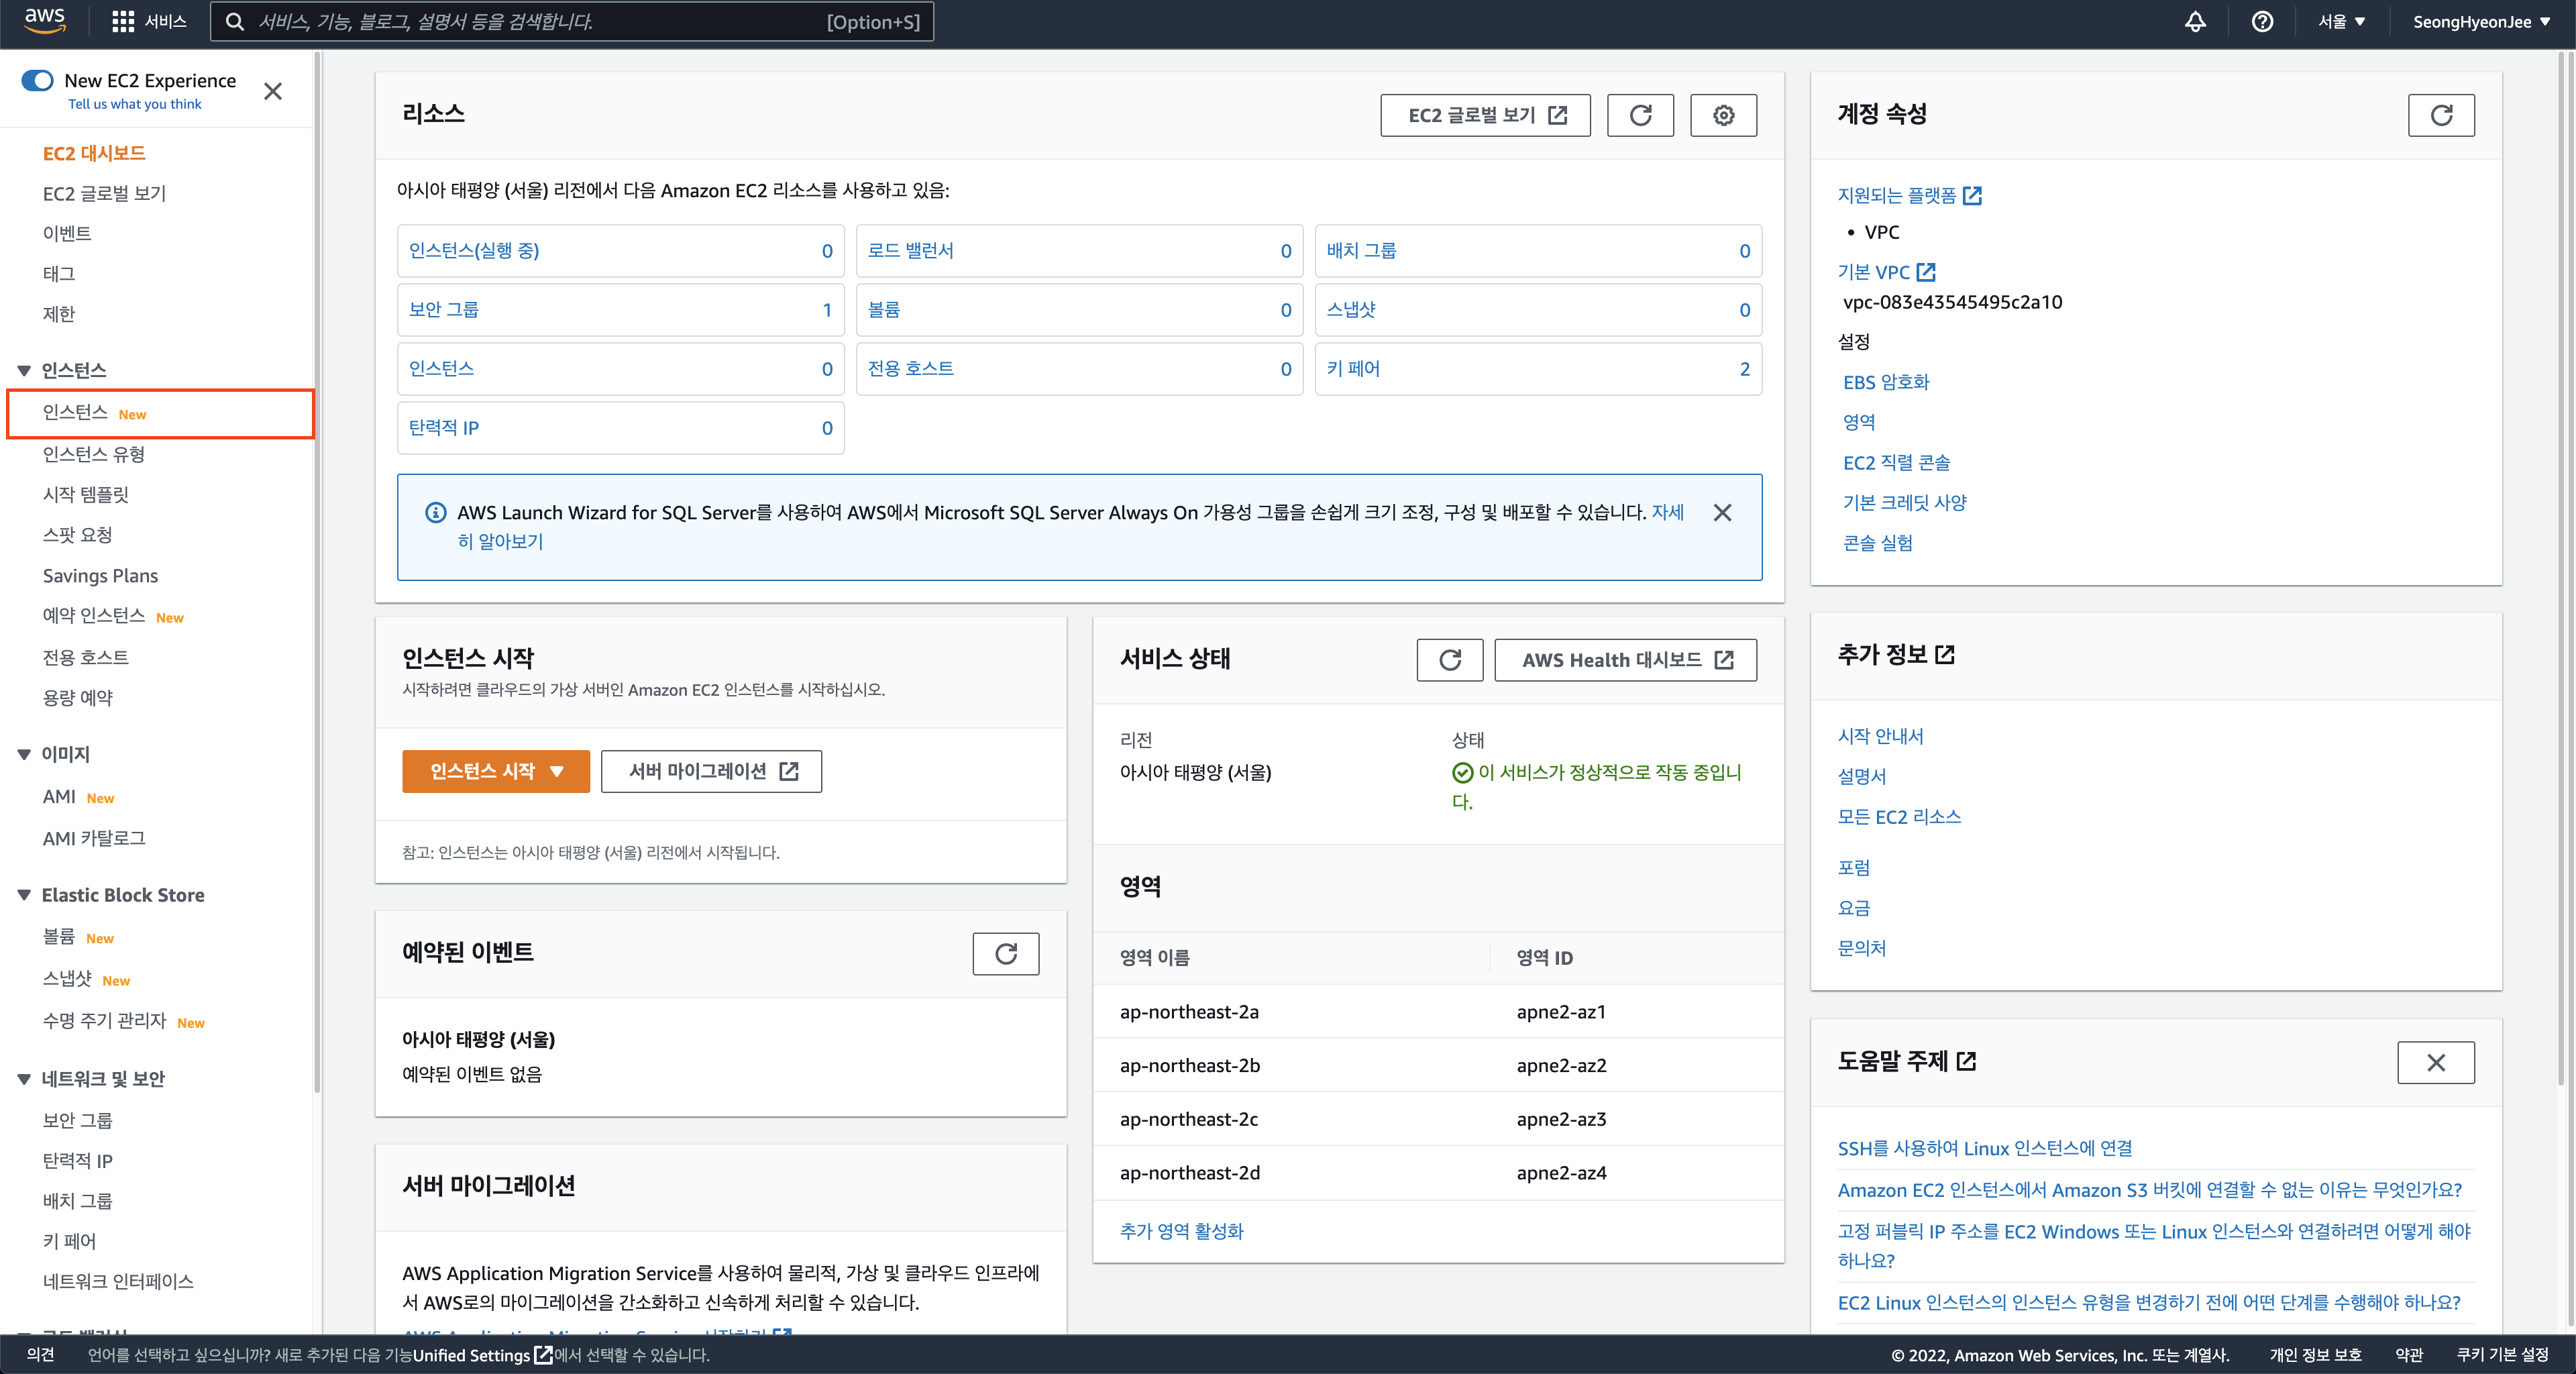 aws
서비스
서비스, 기능, 블로그, 설명서 등을 검색합니다.
[Option+S]
서울 ▼
SeongHyeonJee ▼
New EC2 Experience
Tell us what you think
EC2 대시보드
EC2 글로벌 보기
이벤트
태그
제한
▼ 인스턴스
인스턴스 New
인스턴스 유형
시작 템플릿
스팟 요청
Savings Plans
예약 인스턴스 New
전용 호스트
용량 예약
▼ 이미지
AMI New
AMI 카탈로그
▼ Elastic Block Store
볼륨 New
스냅샷 New
수명 주기 관리자 New
▼ 네트워크 및 보안
보안 그룹
탄력적 IP
배치 그룹
키 페어
네트워크 인터페이스
리소스
EC2 글로벌 보기
아시아 태평양 (서울) 리전에서 다음 Amazon EC2 리소스를 사용하고 있음:
인스턴스(실행 중) 0
로드 밸런서 0
배치 그룹 0
보안 그룹 1
볼륨 0
스냅샷 0
인스턴스 0
전용 호스트 0
키 페어 2
탄력적 IP 0
AWS Launch Wizard for SQL Server를 사용하여 AWS에서 Microsoft SQL Server Always On 가용성 그룹을 손쉽게 크기 조정, 구성 및 배포할 수 있습니다. 자세
히 알아보기
인스턴스 시작
시작하려면 클라우드의 가상 서버인 Amazon EC2 인스턴스를 시작하십시오.
인스턴스 시작 ▼
서버 마이그레이션
참고: 인스턴스는 아시아 태평양 (서울) 리전에서 시작됩니다.
예약된 이벤트
아시아 태평양 (서울)
예약된 이벤트 없음
서버 마이그레이션
AWS Application Migration Service를 사용하여 물리적, 가상 및 클라우드 인프라에
서 AWS로의 마이그레이션을 간소화하고 신속하게 처리할 수 있습니다.
서비스 상태
AWS Health 대시보드
리전
아시아 태평양 (서울)
상태
이 서비스가 정상적으로 작동 중입니
다.
영역
영역 이름
영역 ID
ap-northeast-2a apne2-az1
ap-northeast-2b apne2-az2
ap-northeast-2c apne2-az3
ap-northeast-2d apne2-az4
추가 영역 활성화
계정 속성
지원되는 플랫폼
• VPC
기본 VPC
vpc-083e43545495c2a10
설정
EBS 암호화
영역
EC2 직렬 콘솔
기본 크레딧 사양
콘솔 실험
추가 정보
시작 안내서
설명서
모든 EC2 리소스
포럼
요금
문의처
도움말 주제
SSH를 사용하여 Linux 인스턴스에 연결
Amazon EC2 인스턴스에서 Amazon S3 버킷에 연결할 수 없는 이유는 무엇인가요?
고정 퍼블릭 IP 주소를 EC2 Windows 또는 Linux 인스턴스와 연결하려면 어떻게 해야
하나요?
EC2 Linux 인스턴스의 인스턴스 유형을 변경하기 전에 어떤 단계를 수행해야 하나요?
의견
언어를 선택하고 싶으십니까? 새로 추가된 다음 기능Unified Settings에서 선택할 수 있습니다.
© 2022, Amazon Web Services, Inc. 또는 계열사.
개인 정보 보호
약관
쿠키 기본 설정